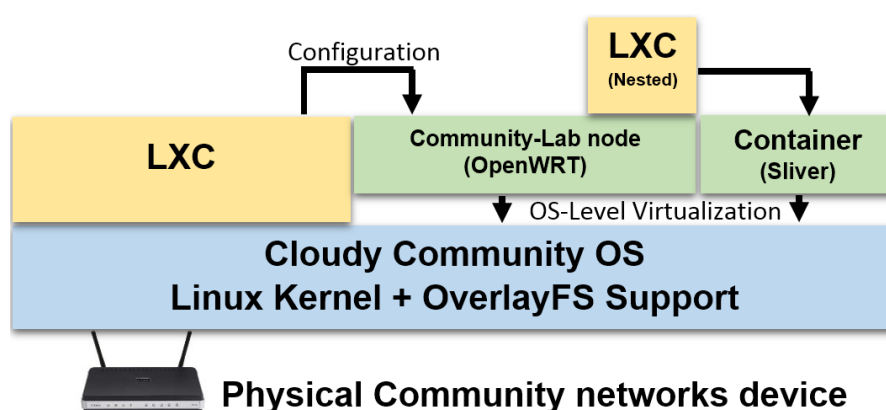 Configuration
LXC
(Nested)
LXC
Community-Lab node
(OpenWRT)
Container
(Sliver)
OS-Level Virtualization
Cloudy Community OS
Linux Kernel + OverlayFS Support
Physical Community networks device